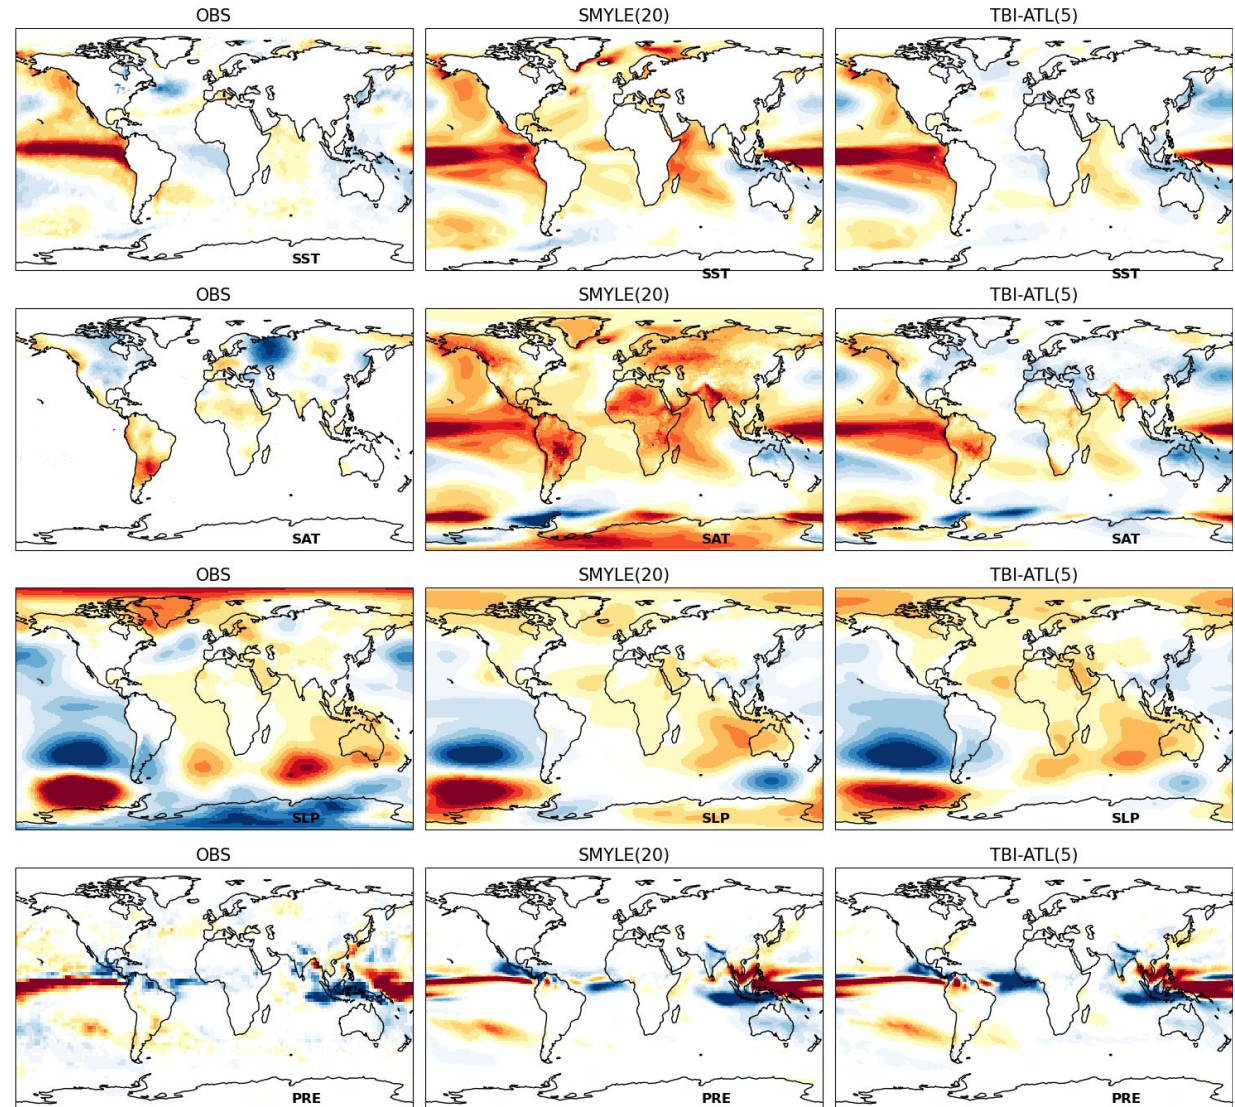 OBS SMYLE(20) TBI-ATL(5)
SST SST SST
OBS SMYLE(20) TBI-ATL(5)
SAT SAT SAT
OBS SMYLE(20) TBI-ATL(5)
SLP SLP SLP
OBS SMYLE(20) TBI-ATL(5)
PRE PRE PRE